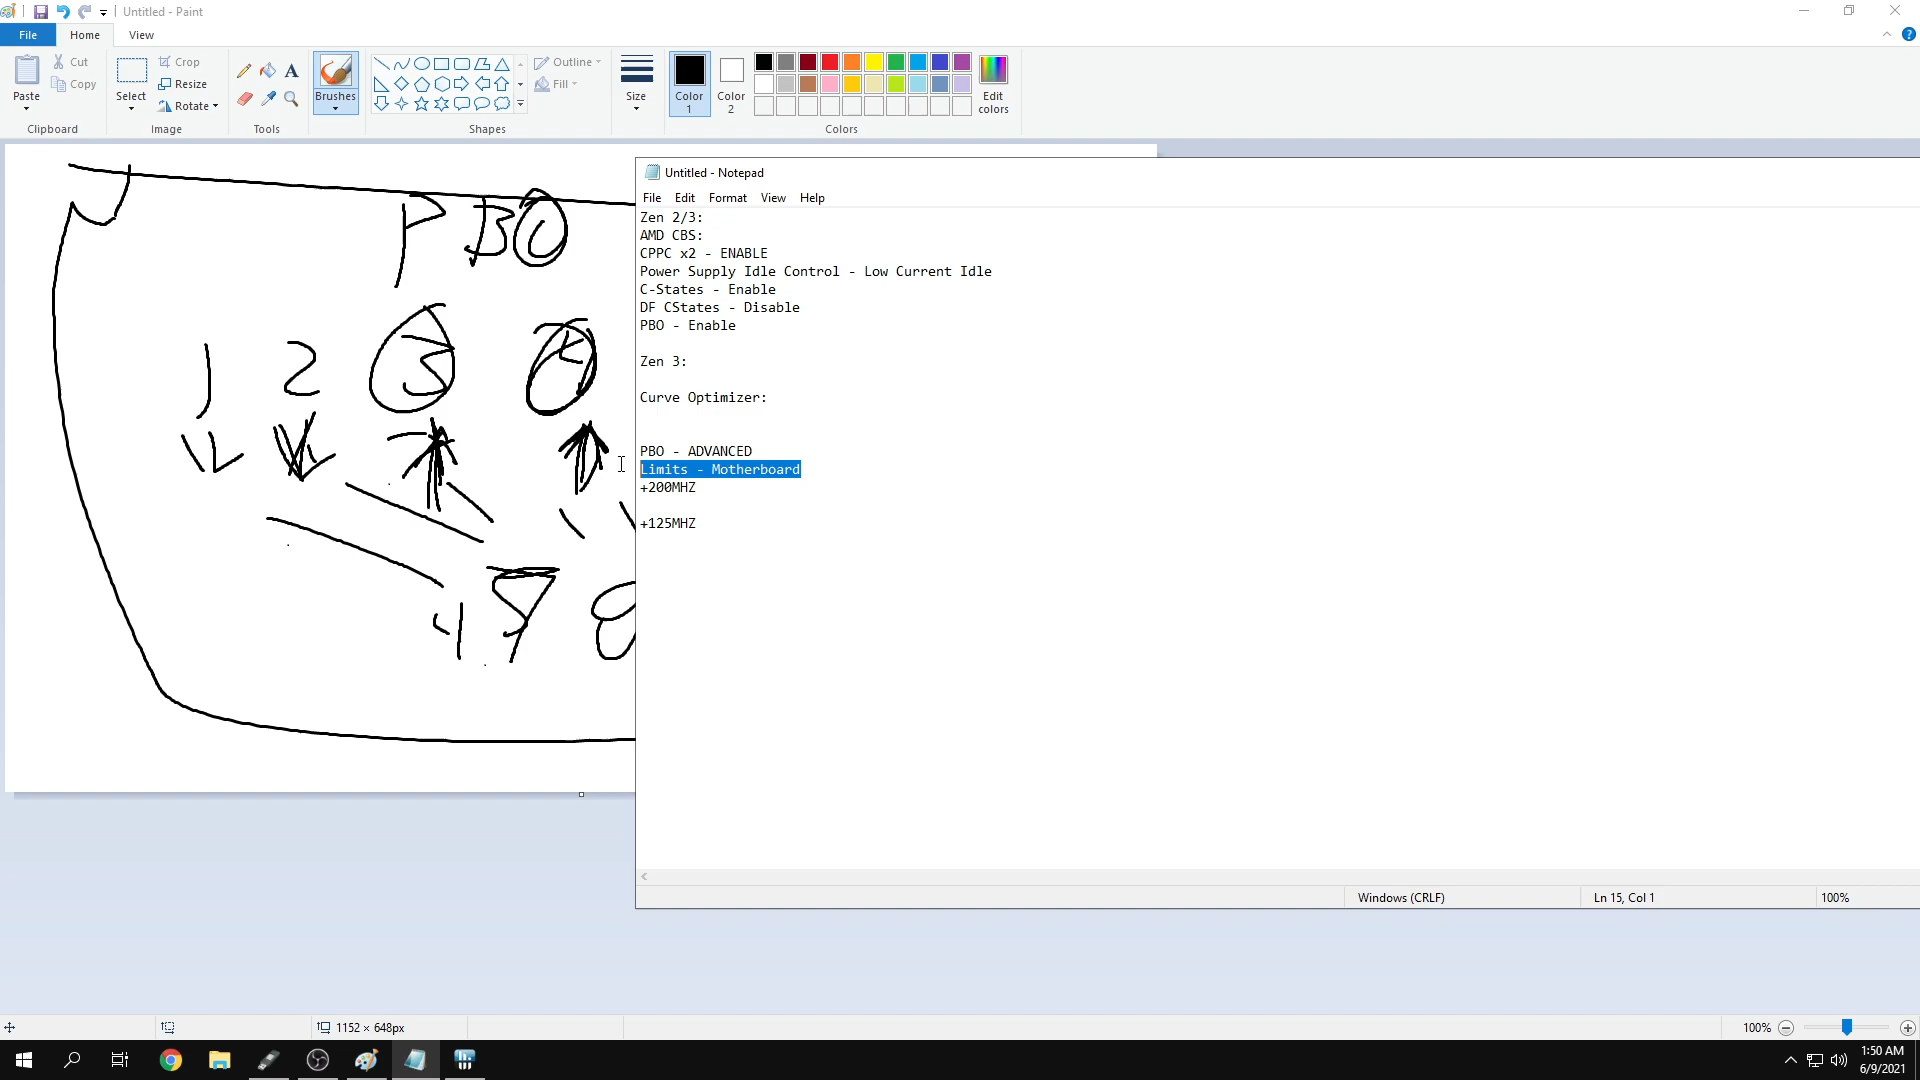 Untitled - Paint
File Home View
Paste
Cut
Copy
Clipboard
Select
Crop
Resize
Rotate
Image
Tools
Brushes
Shapes
Outline
Fill
Size
Color 1
Color 2
Edit colors
Colors
PBO
1 2 3 4
Untitled - Notepad
File Edit Format View Help
Zen 2/3:
AMD CBS:
CPPC x2 - ENABLE
Power Supply Idle Control - Low Current Idle
C-States - Enable
DF CStates - Disable
PBO - Enable
Zen 3:
Curve Optimizer:
PBO - ADVANCED
Limits - Motherboard
+200MHZ
+125MHZ
Windows (CRLF) Ln 15, Col 1 100%
1152 × 648px 100%
1:50 AM
6/9/2021